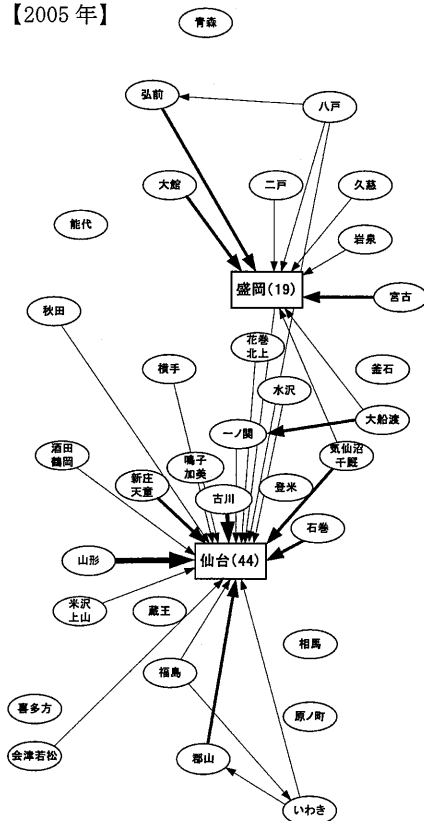 【2005 年】
青森
弘前
八戸
大館
二戸
久慈
能代
岩泉
盛岡(19)
宮古
秋田
花巻
北上
横手
釜石
水沢
大船渡
一ノ関
酒田
鶴岡
鳴子
加美
気仙沼
千厩
新庄
天童
古川
登米
石巻
山形
仙台(44)
米沢
上山
蔵王
相馬
福島
喜多方
原ノ町
会津若松
郡山
いわき